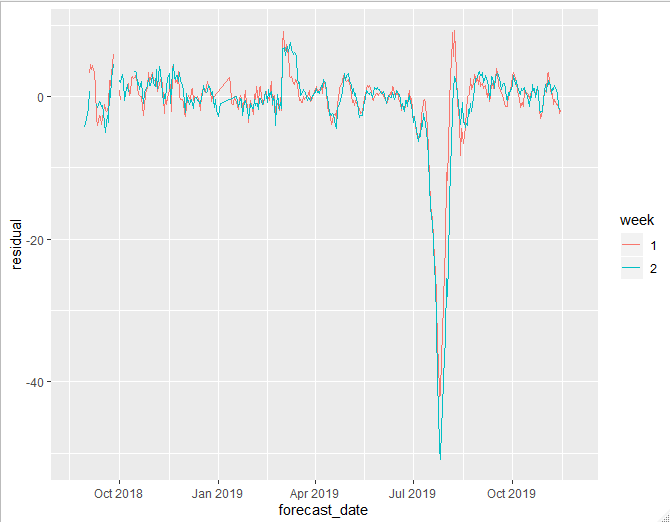 0
-20
-40
residual
Oct 2018 Jan 2019 Apr 2019 Jul 2019 Oct 2019
forecast_date
week
1
2